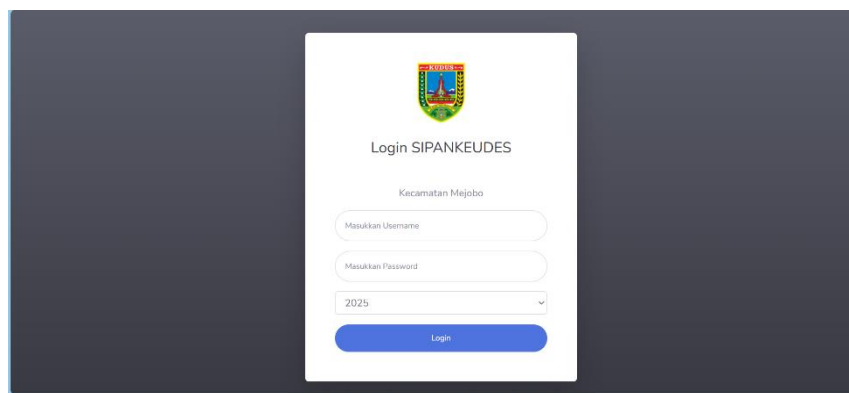 KUDUS
Login SIPANKEUDES
Kecamatan Mejobo
Masukkan Username
Masukkan Password
2025
Login